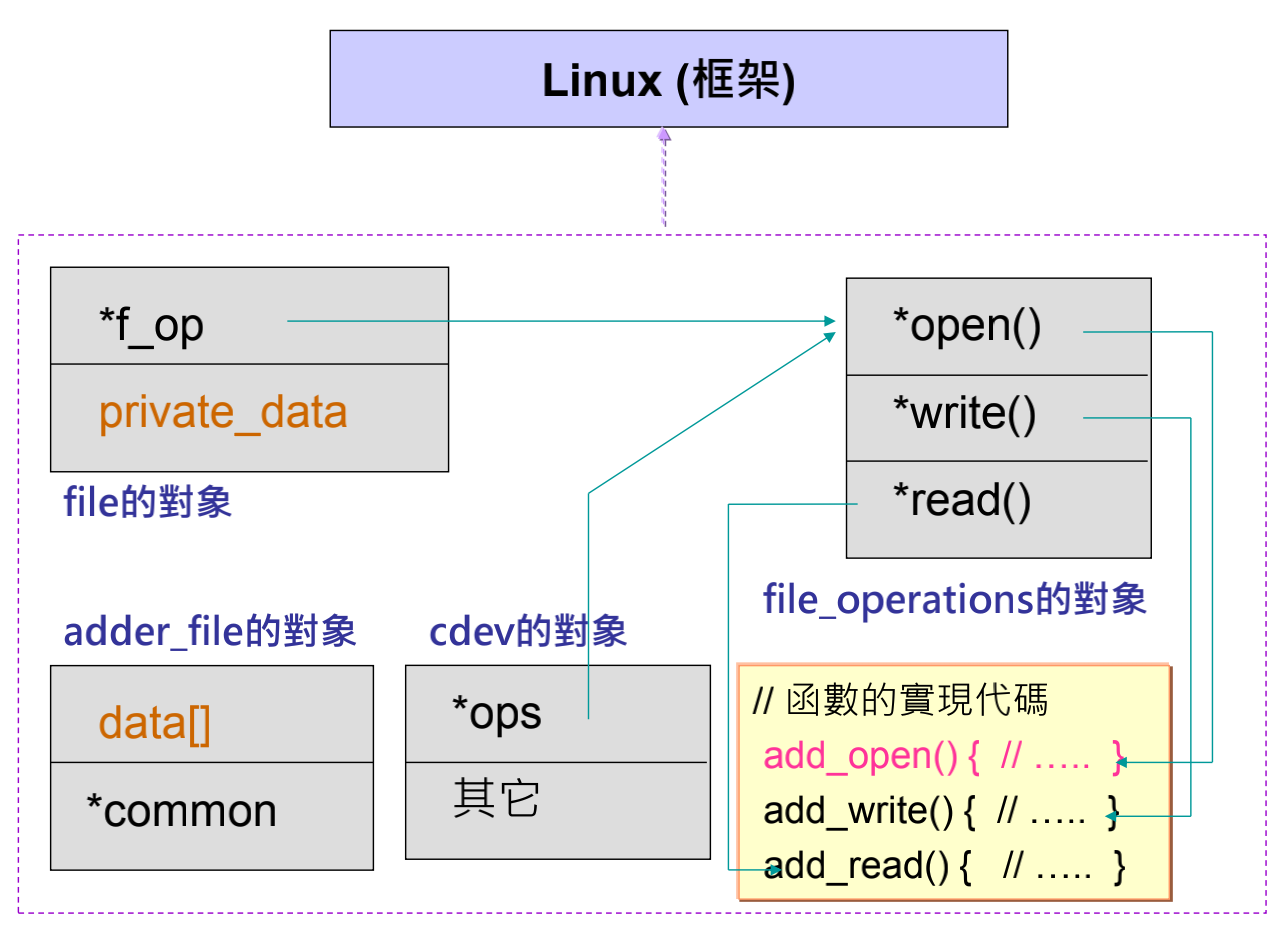 Linux (框架)
*f_op
private_data
file的對象
*open()
*write()
*read()
file_operations的對象
adder_file的對象
data[]
*common
cdev的對象
*ops
其它
// 函數的實現代碼
add_open() { // ….. }
add_write() { // ….. }
add_read() { // ….. }